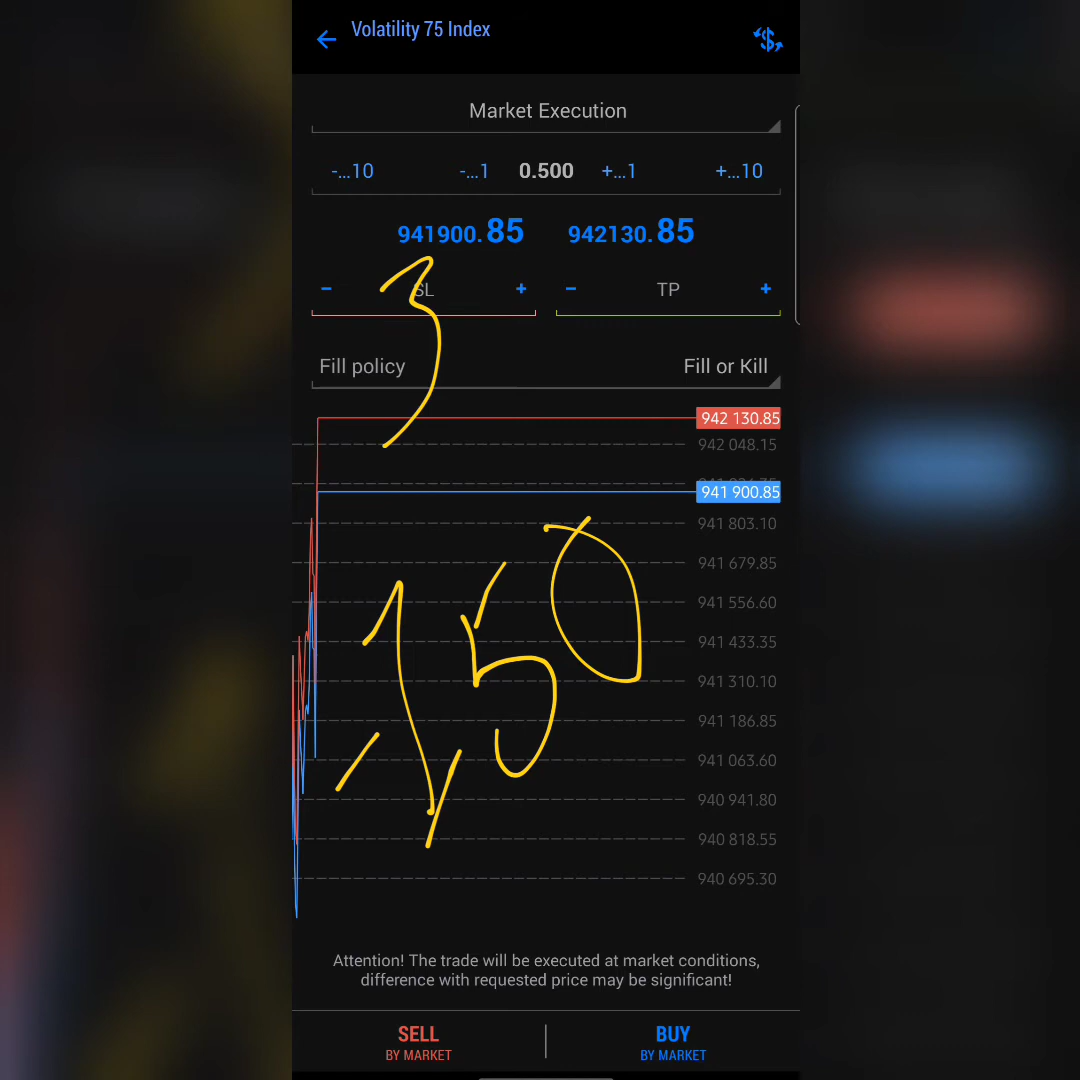 Volatility 75 Index
Market Execution
-...10 -...1 0.500 +...1 +...10
941900.85 942130.85
- SL + - TP +
Fill policy Fill or Kill
942 130.85
942 048.15
941 900.85
941 803.10
941 679.85
941 556.60
941 433.35
941 310.10
941 186.85
941 063.60
940 941.80
940 818.55
940 695.30
Attention! The trade will be executed at market conditions,
difference with requested price may be significant!
SELL BUY
BY MARKET BY MARKET